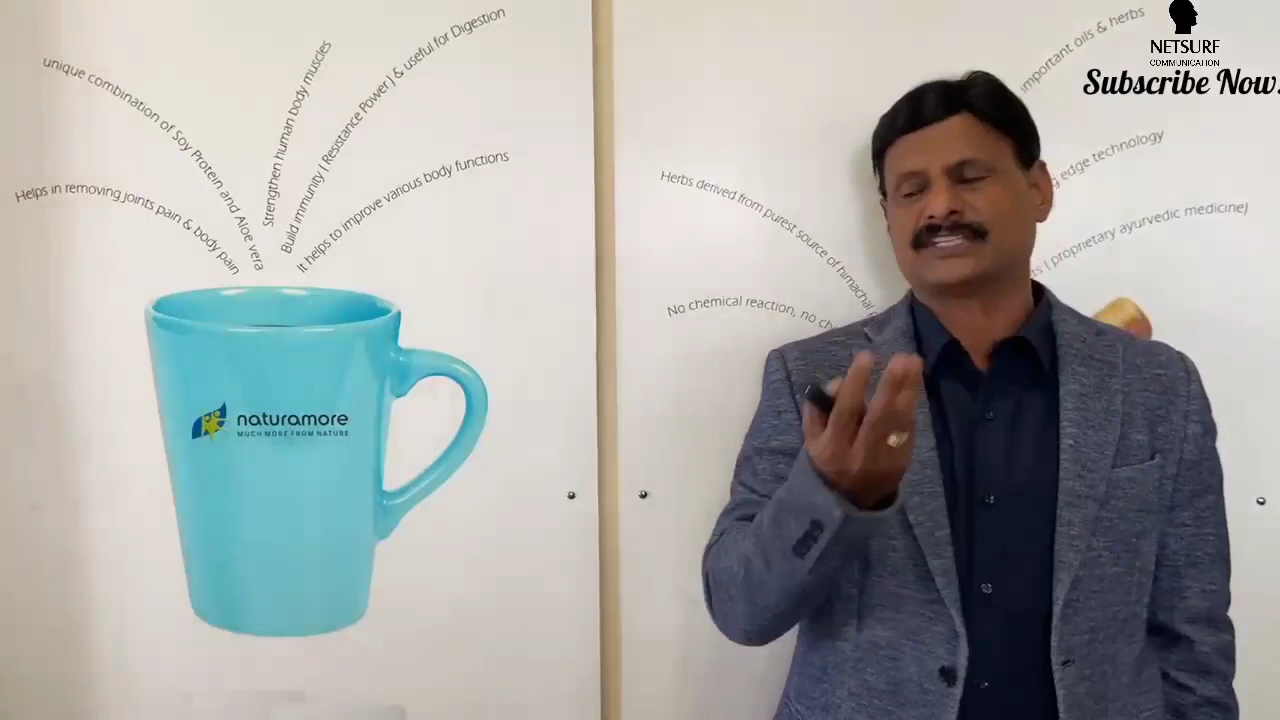 unique combination of Soy Protein and Aloe vera
Helps in removing joints pain & body pain
Strengthen human body muscles
Build immunity ( Resistance Power ) & useful for Digestion
It helps to improve various body functions
naturamore
MUCH MORE FROM NATURE
Herbs derived from purest source of himachal
No chemical reaction, no
important oils & herbs
edge technology
( proprietary ayurvedic medicine)
NETSURF
COMMUNICATION
Subscribe Now